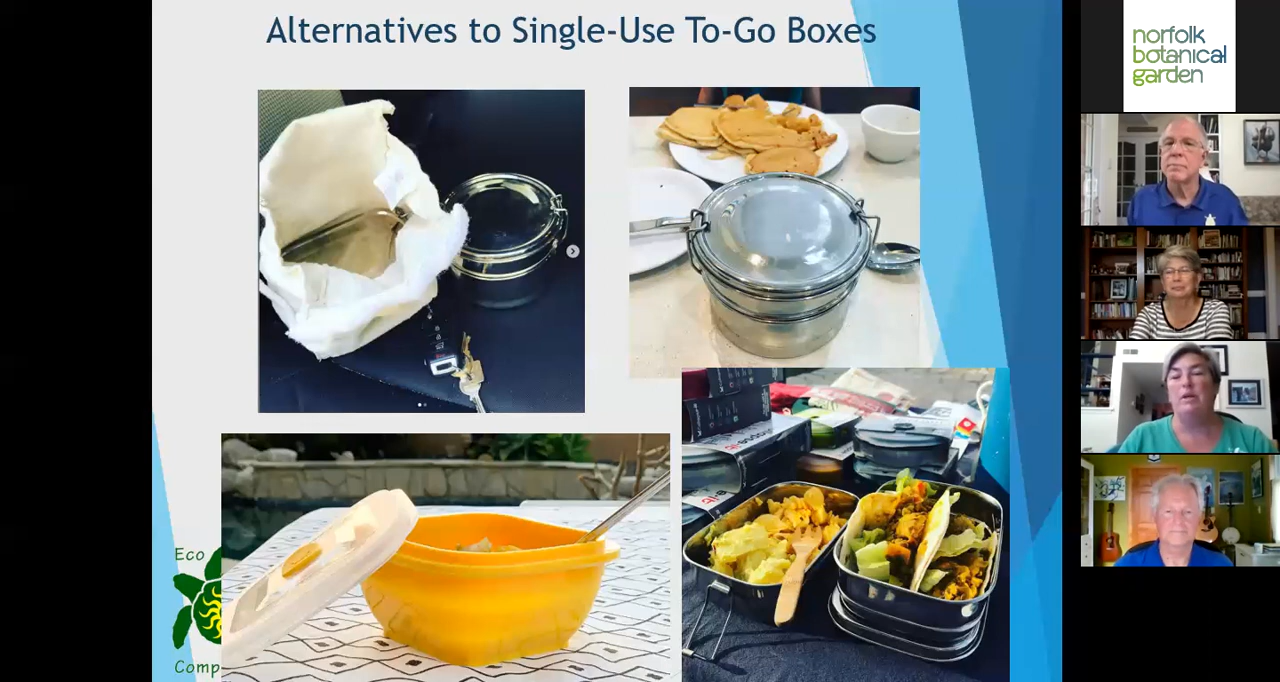 Alternatives to Single-Use To-Go Boxes
norfolk
botanical
garden
Eco
Comp